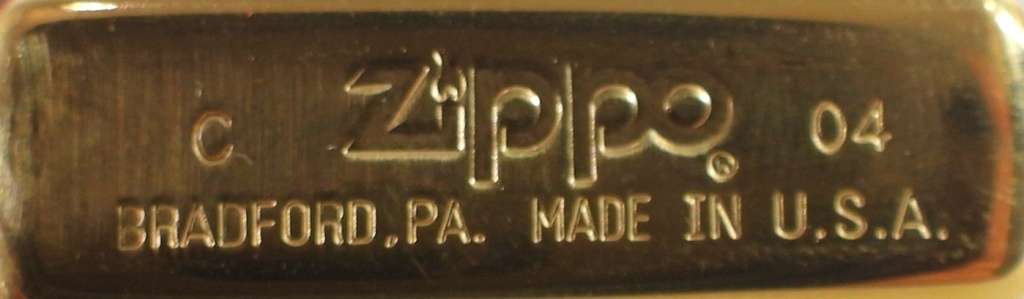 C Zippo® 04
BRADFORD, PA. MADE IN U.S.A.